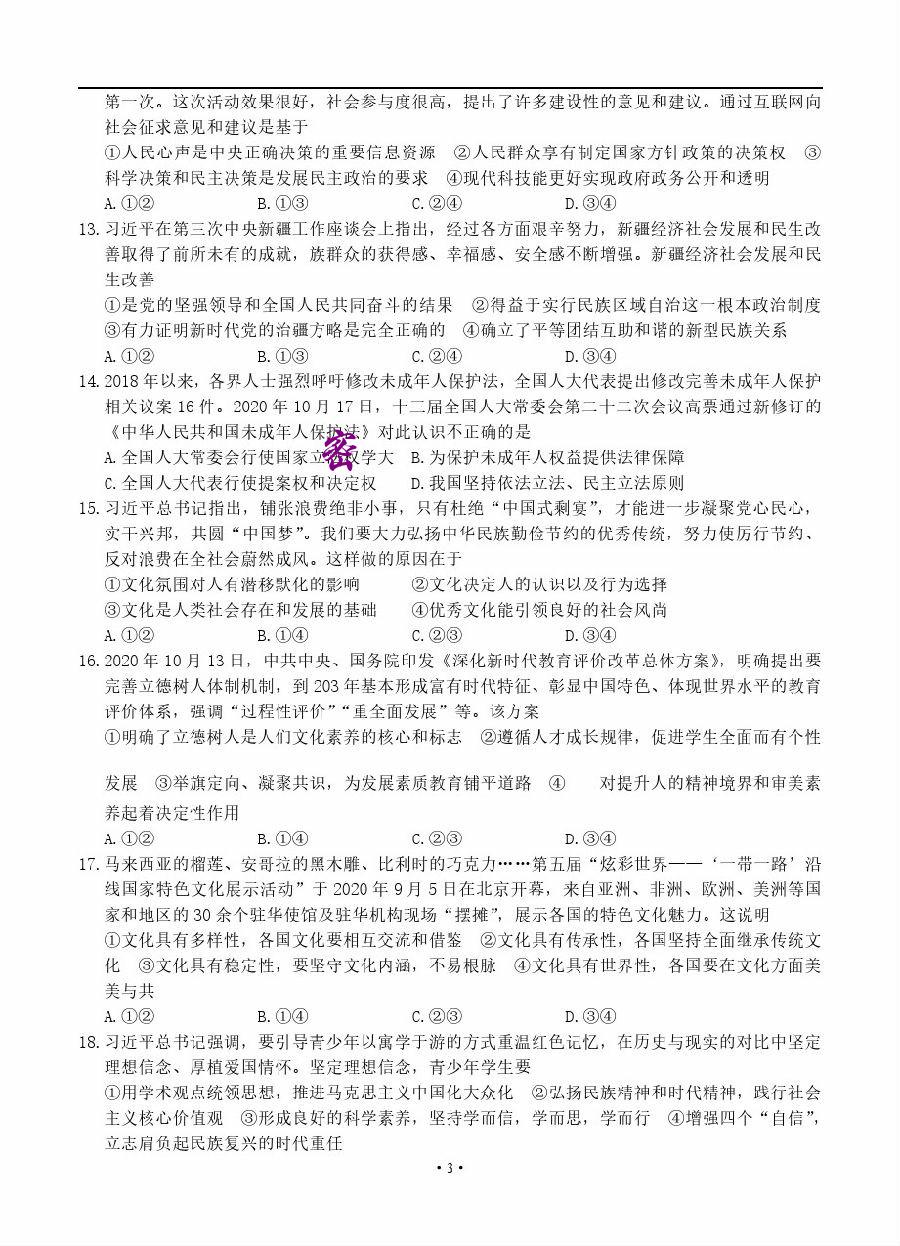 第一次。这次活动效果很好，社会参与度很高，提出了许多建设性的意见和建议。通过互联网向
社会征求意见和建议是基于
①人民心声是中央正确决策的重要信息资源　②人民群众享有制定国家方针政策的决策权　③
科学决策和民主决策是发展民主政治的要求　④现代科技能更好实现政府政务公开和透明
A.①②　B.①③　C.②④　D.③④
13.习近平在第三次中央新疆工作座谈会上指出，经过各方面艰辛努力，新疆经济社会发展和民生改
善取得了前所未有的成就，族群众的获得感、幸福感、安全感不断增强。新疆经济社会发展和民
生改善
①是党的坚强领导和全国人民共同奋斗的结果　②得益于实行民族区域自治这一根本政治制度
③有力证明新时代党的治疆方略是完全正确的　④确立了平等团结互助和谐的新型民族关系
A.①②　B.①③　C.②④　D.③④
14.2018年以来，各界人士强烈呼吁修改未成年人保护法，全国人大代表提出修改完善未成年人保护
相关议案16件。2020年10月17日，十二届全国人大常委会第二十二次会议高票通过新修订的
《中华人民共和国未成年人保护法》对此认识不正确的是
密
A.全国人大常委会行使国家立 权学大　B.为保护未成年人权益提供法律保障
C.全国人大代表行使提案权和决定权　D.我国坚持依法立法、民主立法原则
15.习近平总书记指出，铺张浪费绝非小事，只有杜绝“中国式剩宴”，才能进一步凝聚党心民心，
实干兴邦，共圆“中国梦”。我们要大力弘扬中华民族勤俭节约的优秀传统，努力使厉行节约、
反对浪费在全社会蔚然成风。这样做的原因在于
①文化氛围对人有潜移默化的影响　②文化决定人的认识以及行为选择
③文化是人类社会存在和发展的基础　④优秀文化能引领良好的社会风尚
A.①②　B.①④　C.②③　D.③④
16.2020年10月13日，中共中央、国务院印发《深化新时代教育评价改革总体方案》，明确提出要
完善立德树人体制机制，到203年基本形成富有时代特征、彰显中国特色、体现世界水平的教育
评价体系，强调“过程性评价”“重全面发展”等。该方案
①明确了立德树是人们文化素养的核心和标志　②遵循人才成长规律，促进学生全面而有个性
发展　③举旗定向、凝聚共识，为发展素质教育铺平道路　④　对提升人的精神境界和审美素
养起着决定性作用
A.①②　B.①④　C.②③　D.③④
17.马来西亚的榴莲、安哥拉的黑木雕、比利时的巧克力……第五届“炫彩世界——‘一带一路’沿
线国家特色文化展示活动”于2020年9月5日在北京开幕，来自亚洲、非洲、欧洲、美洲等国
家和地区的30余个驻华使馆及驻华机构现场“摆摊”，展示各国的特色文化魅力。这说明
①文化具有多样性，各国文化要相互交流和借鉴　②文化具有传承性，各国坚持全面继承传统文
化　③文化具有稳定性，要坚守文化内涵，不易根脉　④文化具有世界性，各国要在文化方面美
美与共
A.①②　B.①④　C.②③　D.③④
18.习近平总书记强调，要引导青少年以寓学于游的方式重温红色记忆，在历史与现实的对比中坚定
理想信念、厚植爱国情怀。坚定理想信念，青少年学生要
①用学术观点统领思想，推进马克思主义中国化大众化　②弘扬民族精神和时代精神，践行社会
主义核心价值观　③形成良好的科学素养，坚持学而信，学而思，学而行　④增强四个“自信”，
立志肩负起民族复兴的时代重任
·3·